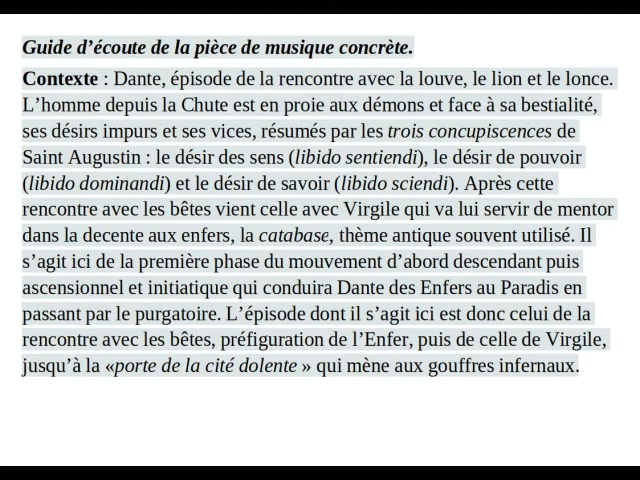 Guide d’écoute de la pièce de musique concrète.
Contexte : Dante, épisode de la rencontre avec la louve, le lion et le lonce.
L’homme depuis la Chute est en proie aux démons et face à sa bestialité,
ses désirs impurs et ses vices, résumés par les trois concupiscences de
Saint Augustin : le désir des sens (libido sentiendi), le désir de pouvoir
(libido dominandi) et le désir de savoir (libido sciendi). Après cette
rencontre avec les bêtes vient celle avec Virgile qui va lui servir de mentor
dans la decente aux enfers, la catabase, thème antique souvent utilisé. Il
s’agit ici de la première phase du mouvement d’abord descendant puis
ascensionnel et initiatique qui conduira Dante des Enfers au Paradis en
passant par le purgatoire. L’épisode dont il s’agit ici est donc celui de la
rencontre avec les bêtes, préfiguration de l’Enfer, puis de celle de Virgile,
jusqu’à la «porte de la cité dolente » qui mène aux gouffres infernaux.